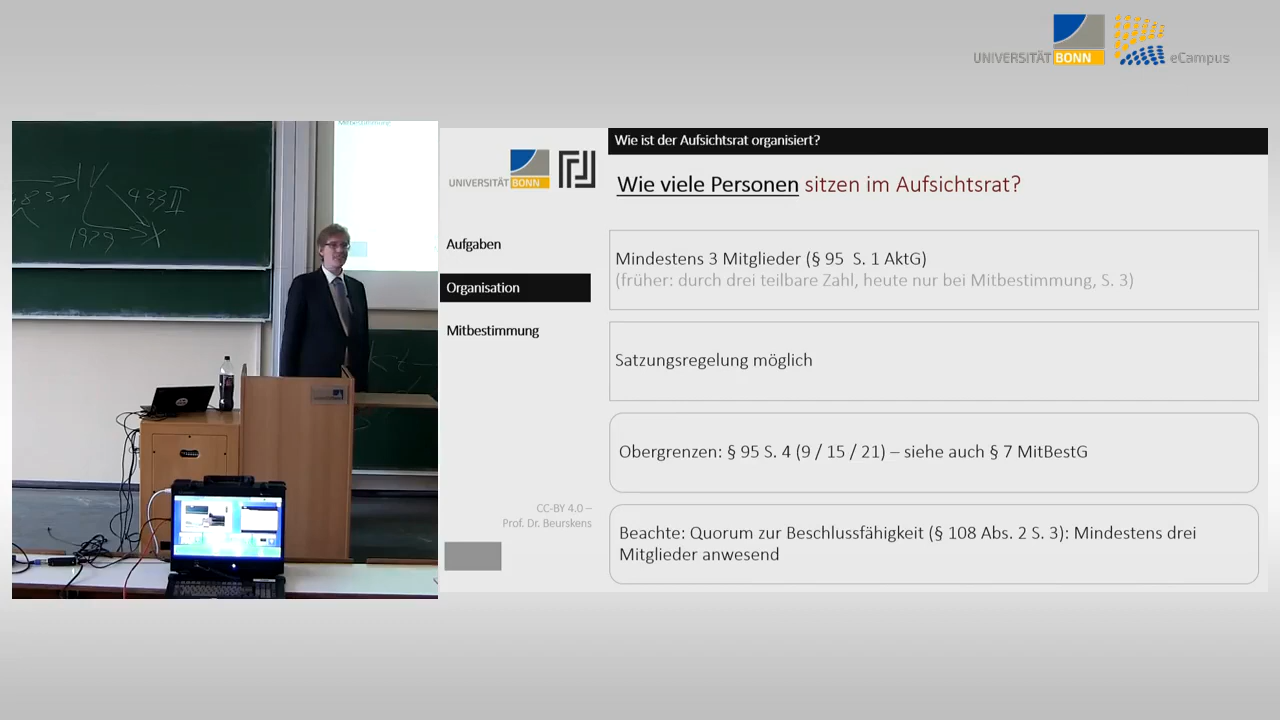 UNIVERSITÄT BONN eCampus
Mitbestimmung
IV
433 II
1929
X
UNIVERSITÄT BONN
Aufgaben
Organisation
Mitbestimmung
CC-BY 4.0 –
Prof. Dr. Beurskens
Wie ist der Aufsichtsrat organisiert?
Wie viele Personen sitzen im Aufsichtsrat?
Mindestens 3 Mitglieder (§ 95 S. 1 AktG)
(früher: durch drei teilbare Zahl, heute nur bei Mitbestimmung, S. 3)
Satzungsregelung möglich
Obergrenzen: § 95 S. 4 (9 / 15 / 21) – siehe auch § 7 MitBestG
Beachte: Quorum zur Beschlussfähigkeit (§ 108 Abs. 2 S. 3): Mindestens drei
Mitglieder anwesend